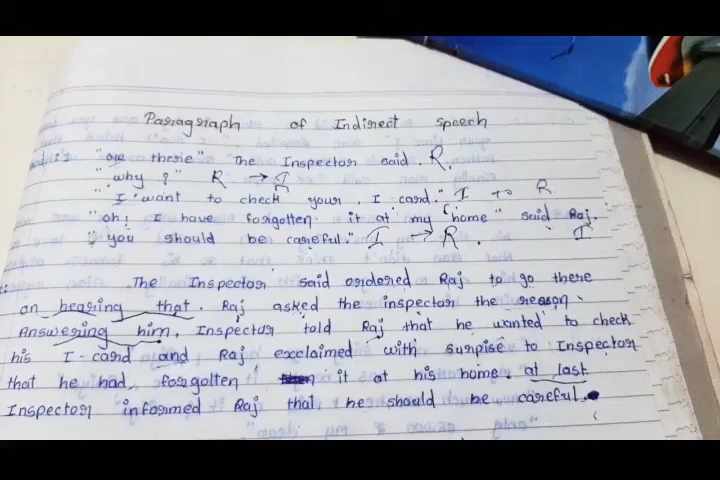 Paragraph of Indirect speech
"are there" The Inspector said. R
"why?" R → I
"I want to check your I card." I to R
"oh! I have forgotten it at my home" said Raj.
"you should be careful." I → R. I
The Inspector said ordered Raj to go there
on hearing that. Raj asked the inspector the reason.
Answering him, Inspector told Raj that he wanted to check
his I-card and Raj exclaimed with surprise to Inspector
that he had forgotten it at his home. at last
Inspector informed Raj that he should be careful.